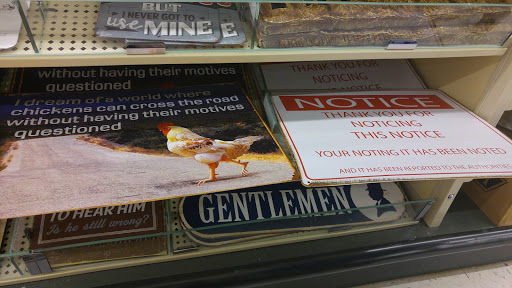 BUT
I NEVER GOT TO
use MINE
E
without having their motives
questioned
THANK YOU FOR
NOTICING
I dream of a world where
chickens can cross the road
without having their motives
questioned
NOTICE
THANK YOU FOR
NOTICING
THIS NOTICE
YOUR NOTING IT HAS BEEN NOTED
AND IT HAS BEEN REPORTED TO THE AUTHORITIES
TO HEAR HIM
Is he still wrong?
GENTLEMEN